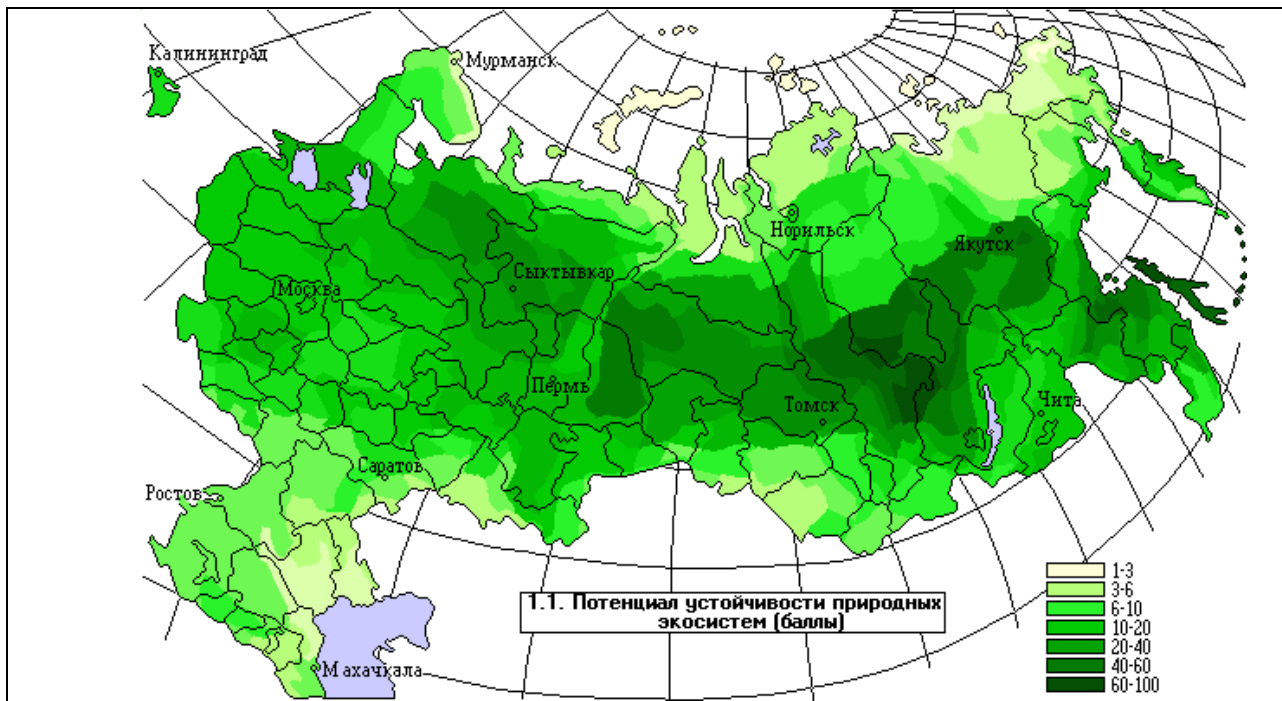 Калининград
Мурманск
Норильск
Якутск
Сыктывкар
Москва
Пермь
Томск
Чита
Саратов
Ростов
Махачкала
1.1. Потенциал устойчивости природных
экосистем (баллы)
1-3
3-6
6-10
10-20
20-40
40-60
60-100